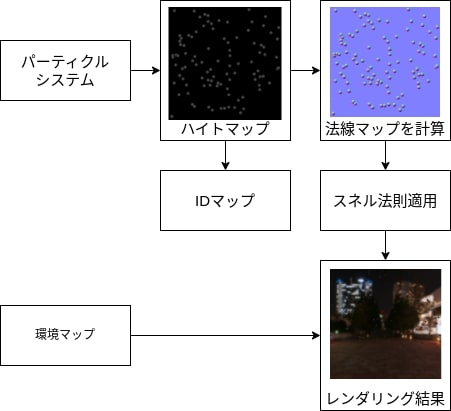 パーティクル
システム
ハイトマップ
法線マップを計算
IDマップ
スネル法則適用
環境マップ
レンダリング結果